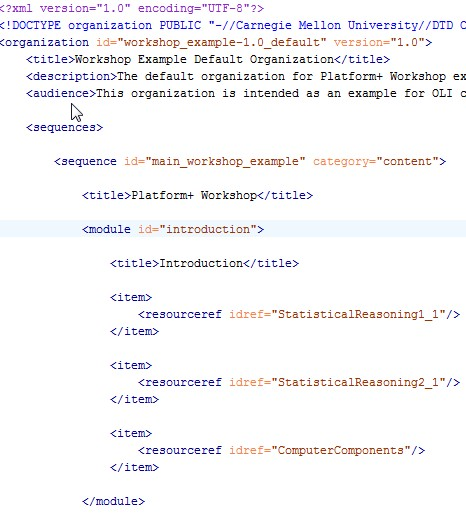 <?xml version="1.0" encoding="UTF-8"?>
<!DOCTYPE organization PUBLIC "-//Carnegie Mellon University//DTD
<organization id="workshop_example-1.0_default" version="1.0">
<title>Workshop Example Default Organization</title>
<description>The default organization for Platform+ Workshop
<audience>This organization is intended as an example for OLI
<sequences>
<sequence id="main_workshop_example" category="content">
<title>Platform+ Workshop</title>
<module id="introduction">
<title>Introduction</title>
<item>
<resourceref idref="StatisticalReasoning1_1"/>
</item>
<item>
<resourceref idref="StatisticalReasoning2_1"/>
</item>
<item>
<resourceref idref="ComputerComponents"/>
</item>
</module>